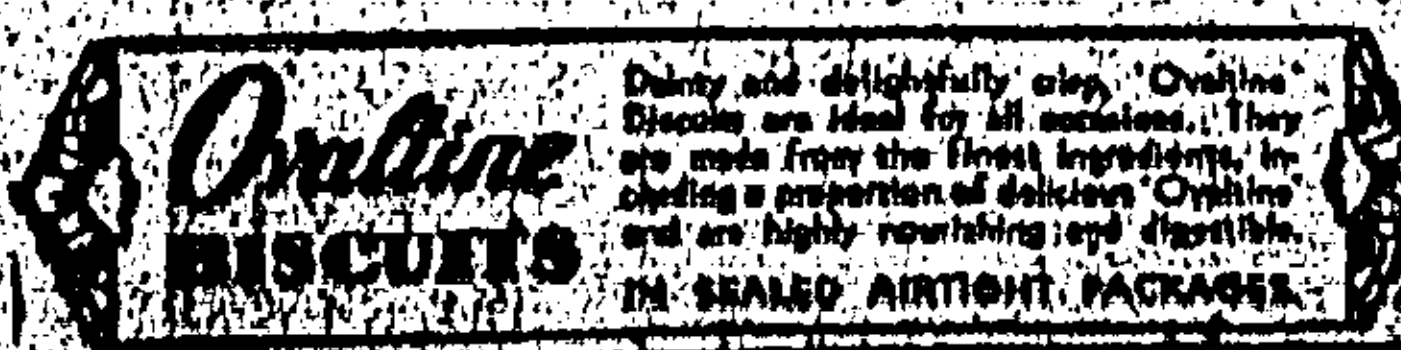 Ovaltine
BISCUITS
Dainty and delightfully crisp, 'Ovaltine'
Biscuits are ideal for all occasions. They
are made from the finest ingredients, in-
cluding a proportion of delicious 'Ovaltine'
and are highly nourishing and digestible.
IN SEALED AIRTIGHT PACKAGES.